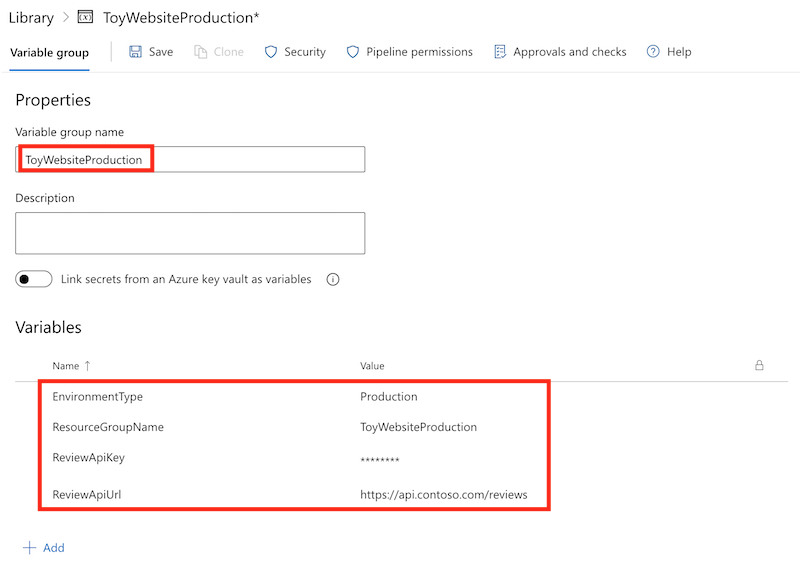 Library > ToyWebsiteProduction*
Variable group Save Clone Security Pipeline permissions Approvals and checks Help
Properties
Variable group name
ToyWebsiteProduction
Description
Link secrets from an Azure key vault as variables
Variables
Name ↑ Value
EnvironmentType Production
ResourceGroupName ToyWebsiteProduction
ReviewApiKey ********
ReviewApiUrl https://api.contoso.com/reviews
+ Add